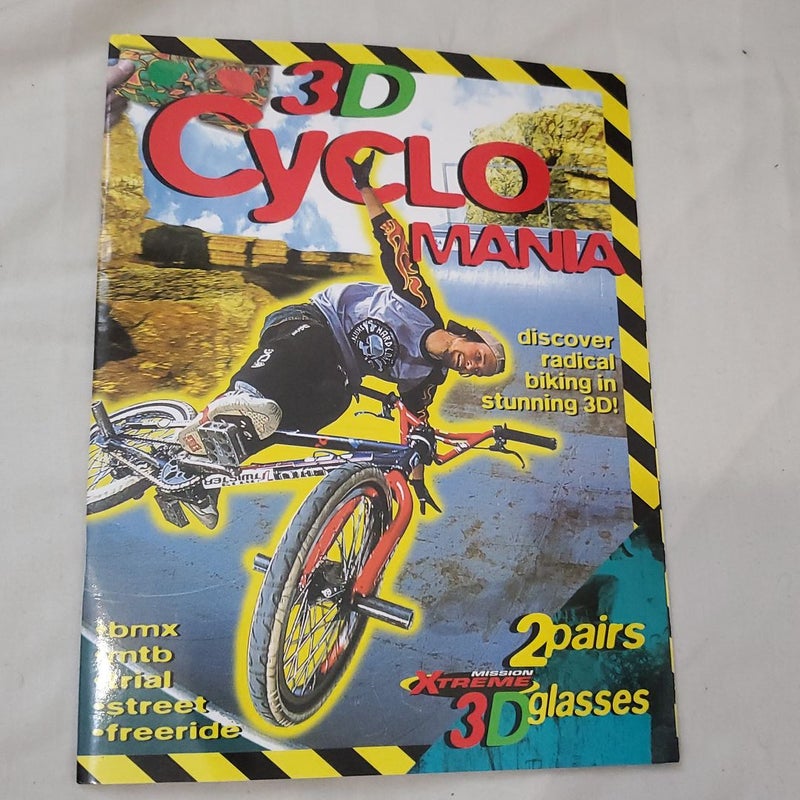 3D
CYCLO
MANIA
discover
radical
biking in
stunning 3D!
TWISTER
•bmx
•mtb
•trial
•street
•freeride
2pairs
MISSION
XTREME
3D glasses